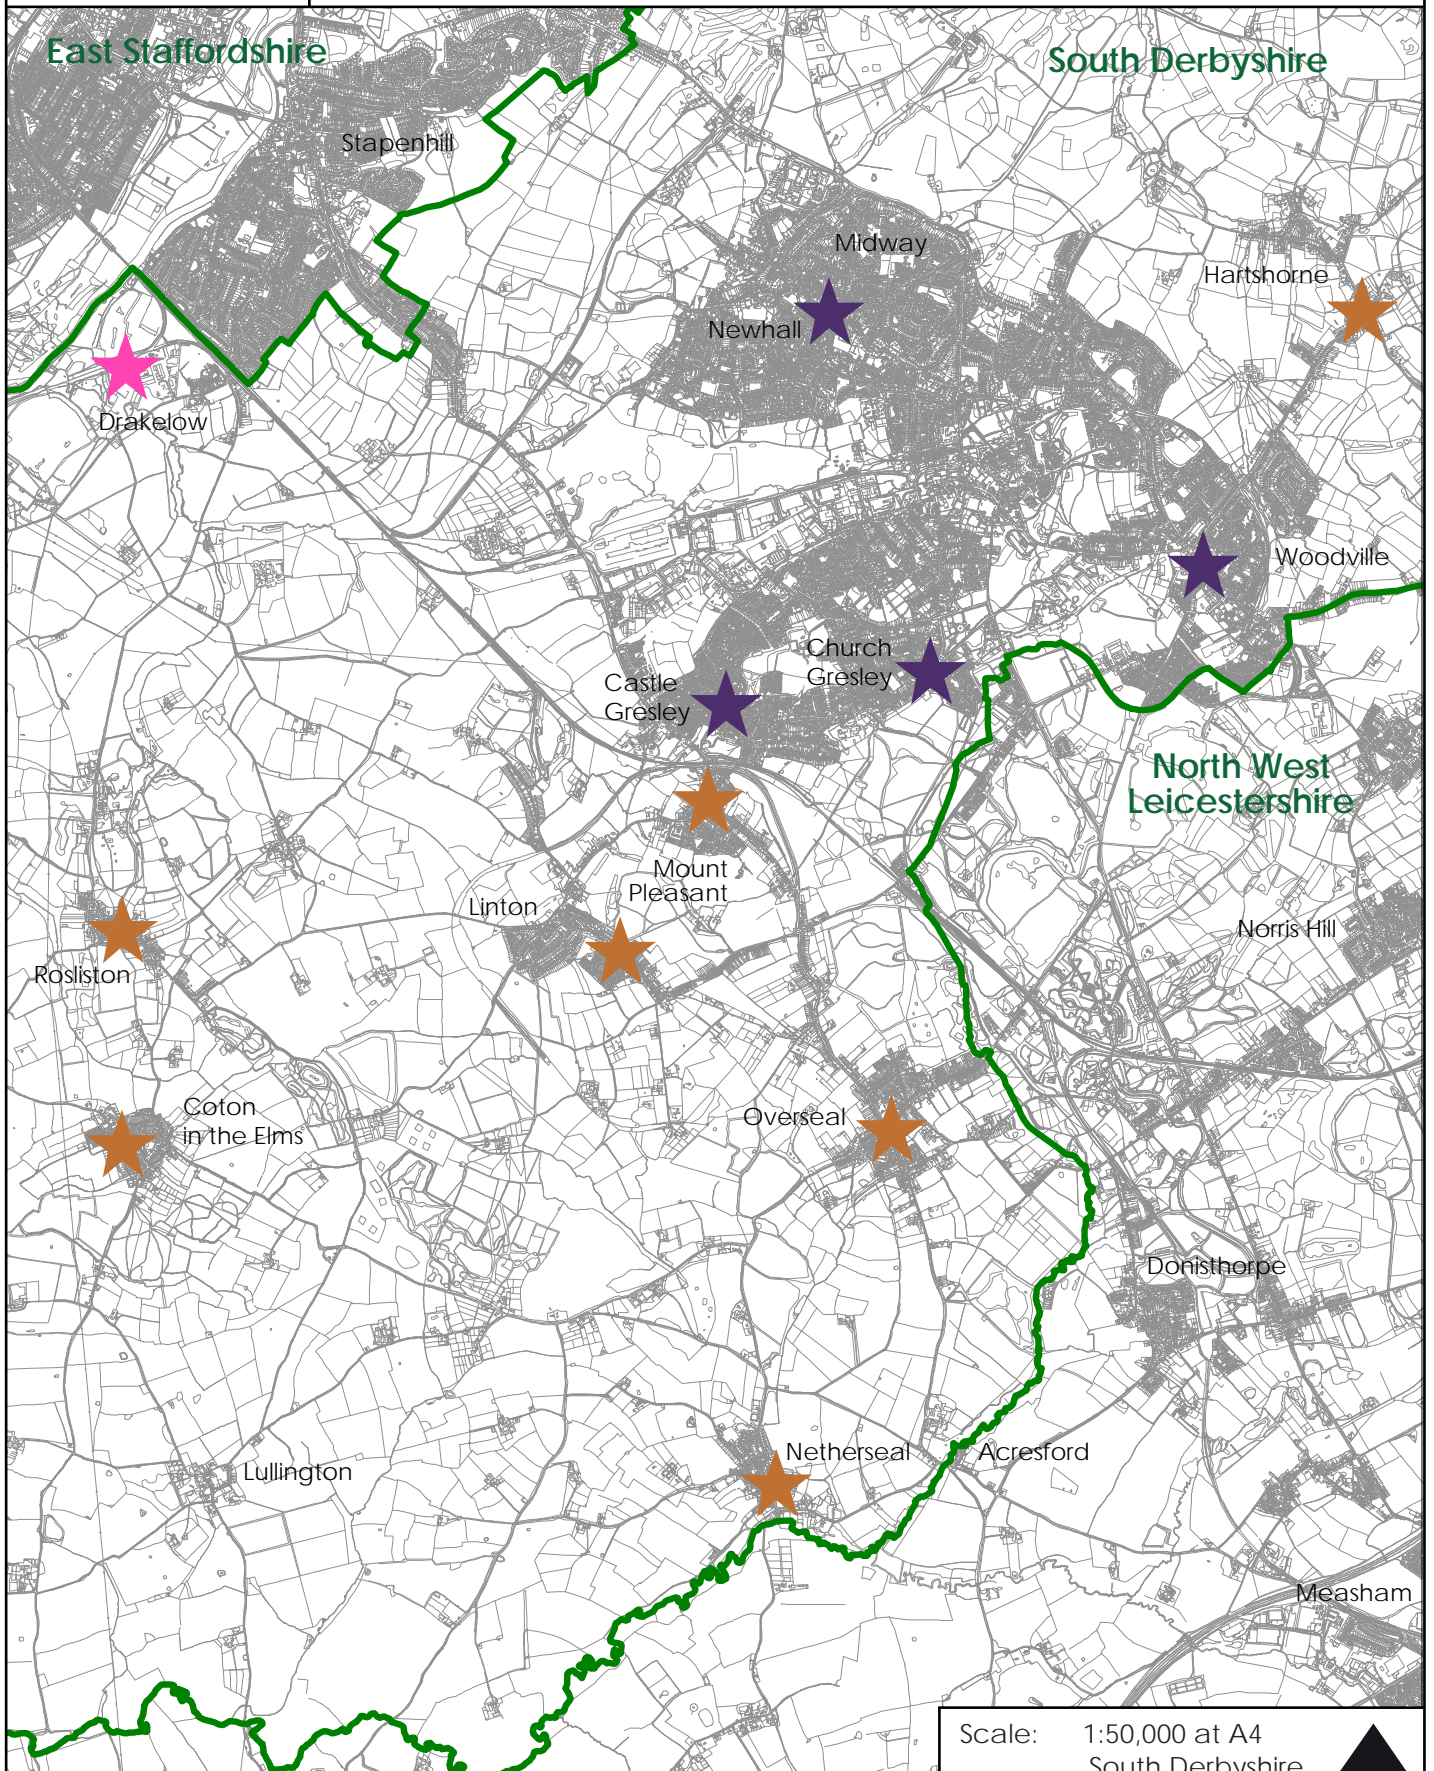 East Staffordshire
South Derbyshire
Stapenhill
Midway
Hartshorne
Newhall
Drakelow
Woodville
Church
Gresley
Castle
Gresley
North West
Leicestershire
Mount
Pleasant
Linton
Norris Hill
Rosliston
Coton
in the Elms
Overseal
Donisthorpe
Netherseal
Acresford
Lullington
Measham
Scale: 1:50,000 at A4
South Derbyshire